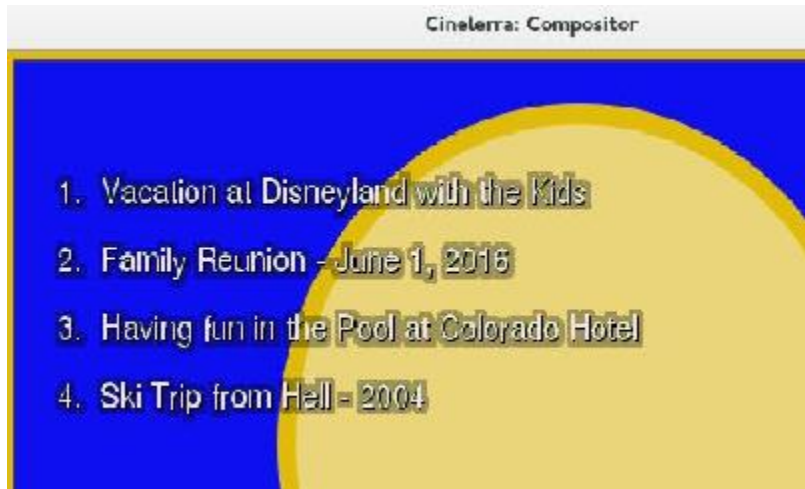 Cinelerra: Compositor
1. Vacation at Disneyland with the Kids
2. Family Reunion - June 1, 2016
3. Having fun in the Pool at Colorado Hotel
4. Ski Trip from Hell - 2004